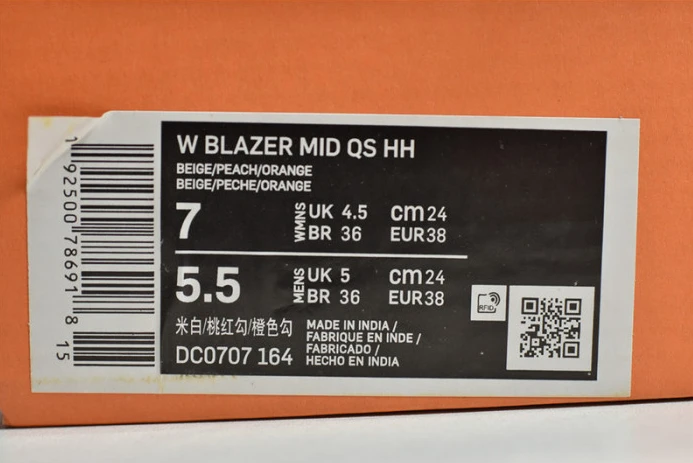 W BLAZER MID QS HH
BEIGE/PEACH/ORANGE
BEIGE/PECHE/ORANGE
7
WMNS
UK 4.5 cm 24
BR 36 EUR 38
5.5
MENS
UK 5 cm 24
BR 36 EUR 38
米白/桃红勾/橙色勾
DC0707 164
MADE IN INDIA /
FABRIQUE EN INDE /
FABRICADO /
HECHO EN INDIA
RFID
1 92500 78691 8 15